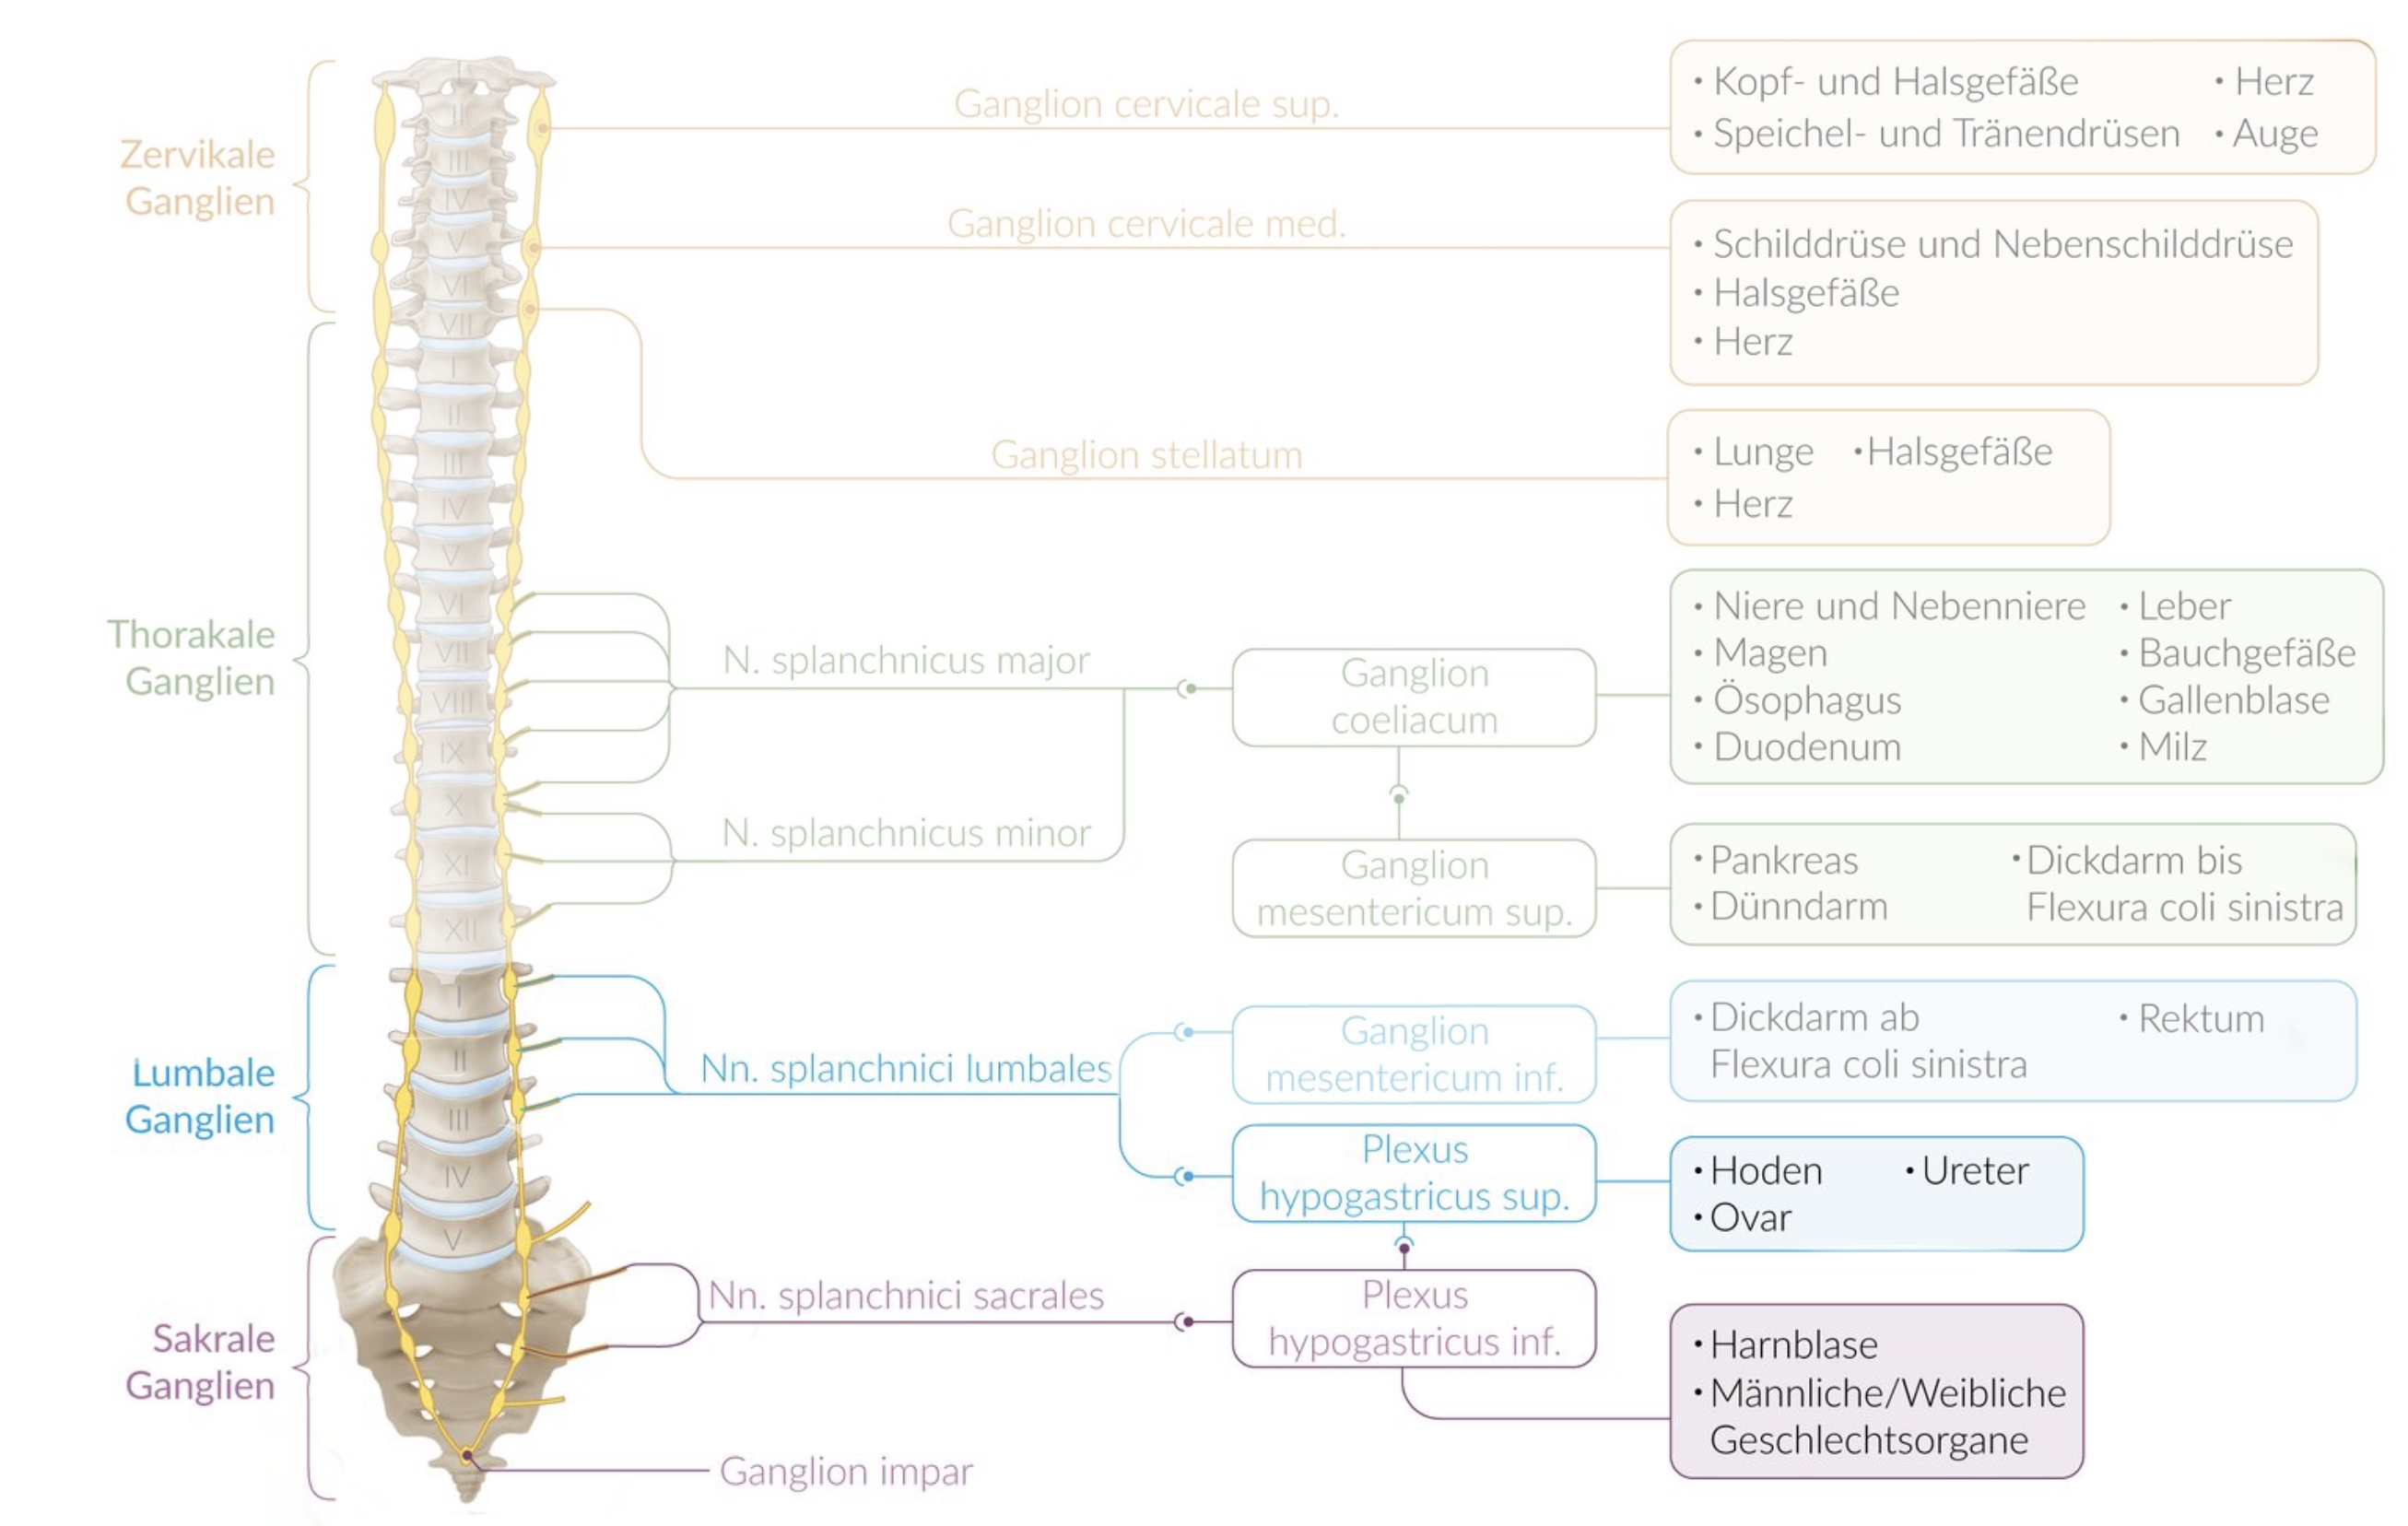 Zervikale
Ganglien
Thorakale
Ganglien
Lumbale
Ganglien
Sakrale
Ganglien
II
III
IV
V
VI
VII
I
II
III
IV
V
VI
VII
VIII
IX
X
XI
XII
I
II
III
IV
V
Ganglion cervicale sup.
• Kopf- und Halsgefäße • Herz
• Speichel- und Tränendrüsen • Auge
Ganglion cervicale med.
• Schilddrüse und Nebenschilddrüse
• Halsgefäße
• Herz
Ganglion stellatum
• Lunge • Halsgefäße
• Herz
N. splanchnicus major
N. splanchnicus minor
Ganglion
coeliacum
• Niere und Nebenniere • Leber
• Magen • Bauchgefäße
• Ösophagus • Gallenblase
• Duodenum • Milz
Ganglion
mesentericum sup.
• Pankreas • Dickdarm bis
• Dünndarm Flexura coli sinistra
Nn. splanchnici lumbales
Ganglion
mesentericum inf.
• Dickdarm ab • Rektum
Flexura coli sinistra
Plexus
hypogastricus sup.
• Hoden • Ureter
• Ovar
Nn. splanchnici sacrales
Plexus
hypogastricus inf.
• Harnblase
• Männliche/Weibliche
Geschlechtsorgane
Ganglion impar